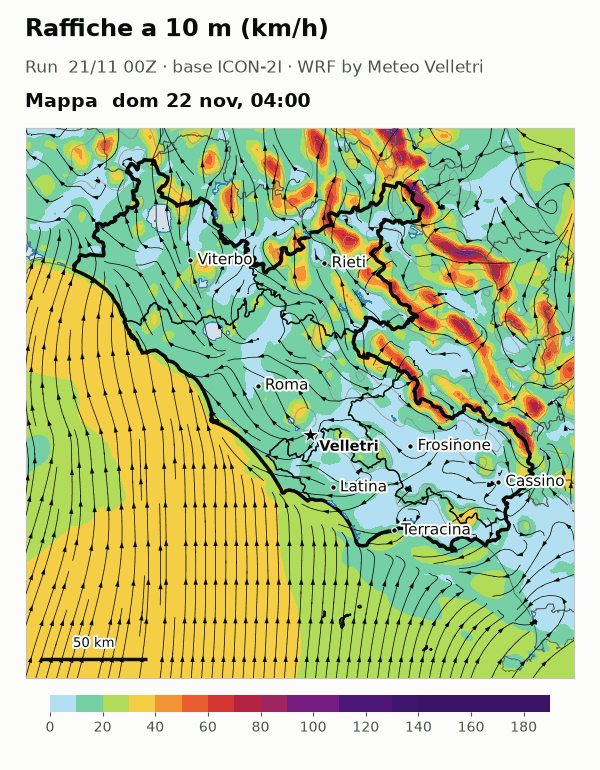 Raffiche a 10 m (km/h)
Run  21/11 00Z · base ICON-2I · WRF by Meteo Velletri
Mappa  dom 22 nov, 04:00
Viterbo
Rieti
Roma
Velletri
Frosinone
Latina
Cassino
Terracina
50 km
0 20 40 60 80 100 120 140 160 180